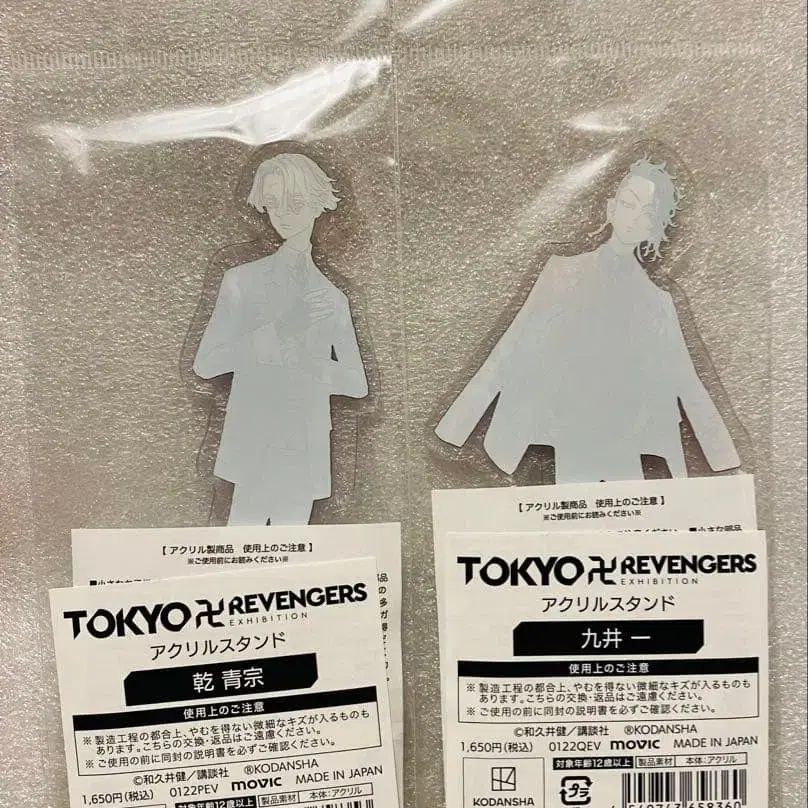 【 アクリル製商品 使用上のご注意 】
※ご使用前にお読みください※
TOKYO卍REVENGERS
EXHIBITION
アクリルスタンド
乾 青宗
使用上のご注意
※製造工程の都合上、やむを得ない微細なキズが入るものも
あります。こちらの交換・返品はご遠慮ください。
※ご使用の前に同封の説明書を必ずご確認ください。
©和久井健／講談社 ®KODANSHA
1,650円(税込) 0122PEV movic MADE IN JAPAN
対象年齢12歳以上 製品素材 本体：アクリル
【 アクリル製商品 使用上のご注意 】
※ご使用前にお読みください※
TOKYO卍REVENGERS
EXHIBITION
アクリルスタンド
九井 一
使用上のご注意
※製造工程の都合上、やむを得ない微細なキズが入るものも
あります。こちらの交換・返品はご遠慮ください。
※ご使用の前に同封の説明書を必ずご確認ください。
©和久井健／講談社 ®KODANSHA
1,650円(税込) 0122QEV movic MADE IN JAPAN
対象年齢12歳以上 製品素材 本体：アクリル
KODANSHA
プラ